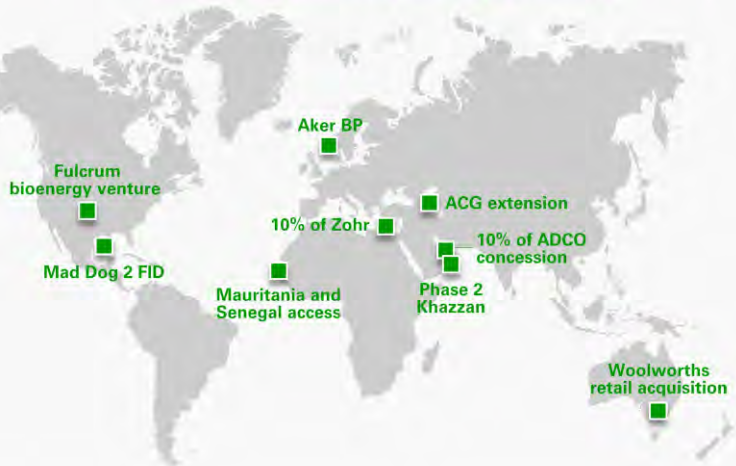 Aker BP
Fulcrum
bioenergy venture
ACG extension
10% of Zohr
10% of ADCO
concession
Mad Dog 2 FID
Mauritania and
Senegal access
Phase 2
Khazzan
Woolworths
retail acquisition